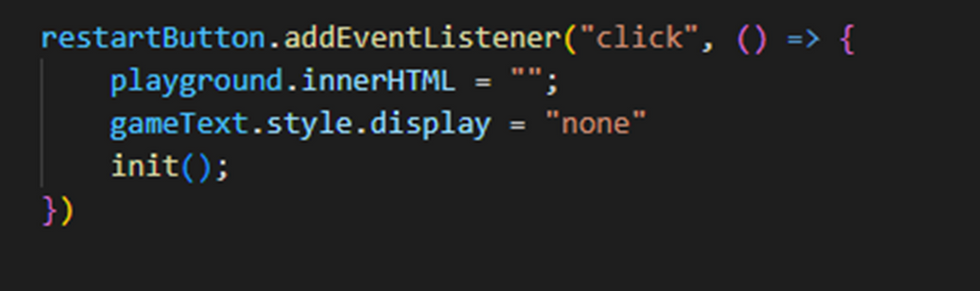 restartButton.addEventListener("click", () => {
    playground.innerHTML = "";
    gameText.style.display = "none"
    init();
})